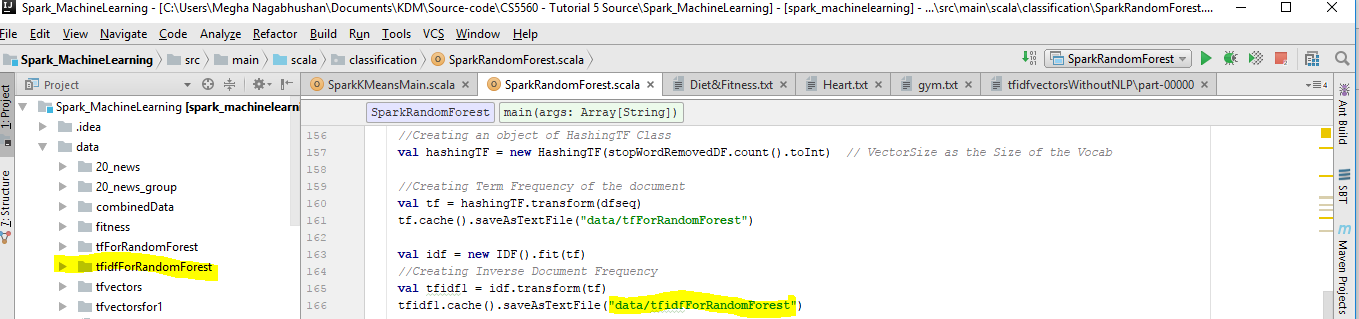 Spark_MachineLearning - [C:\Users\Megha Nagabhushan\Documents\KDM\Source-code\CS5560 - Tutorial 5 Source\Spark_MachineLearning] - [spark_machinelearning] - ...\src\main\scala\classification\SparkRandomForest....
File Edit View Navigate Code Analyze Refactor Build Run Tools VCS Window Help
Spark_MachineLearning src main scala classification SparkRandomForest.scala SparkRandomForest
Project SparkKMeansMain.scala SparkRandomForest.scala Diet&Fitness.txt Heart.txt gym.txt tfidfvectorsWithoutNLP\part-00000 4
1: Project
7: Structure
Spark_MachineLearning [spark_machinelearn
.idea
data
20_news
20_news_group
combinedData
fitness
tfForRandomForest
tfidfForRandomForest
tfvectors
tfvectorsfor1
SparkRandomForest main(args: Array[String])
156 //Creating an object of HashingTF Class
157 val hashingTF = new HashingTF(stopWordRemovedDF.count().toInt) // VectorSize as the Size of the Vocab
158
159 //Creating Term Frequency of the document
160 val tf = hashingTF.transform(dfseq)
161 tf.cache().saveAsTextFile("data/tfForRandomForest")
162
163 val idf = new IDF().fit(tf)
164 //Creating Inverse Document Frequency
165 val tfidf1 = idf.transform(tf)
166 tfidf1.cache().saveAsTextFile("data/tfidfForRandomForest")
Ant Build
SBT
Maven Projects